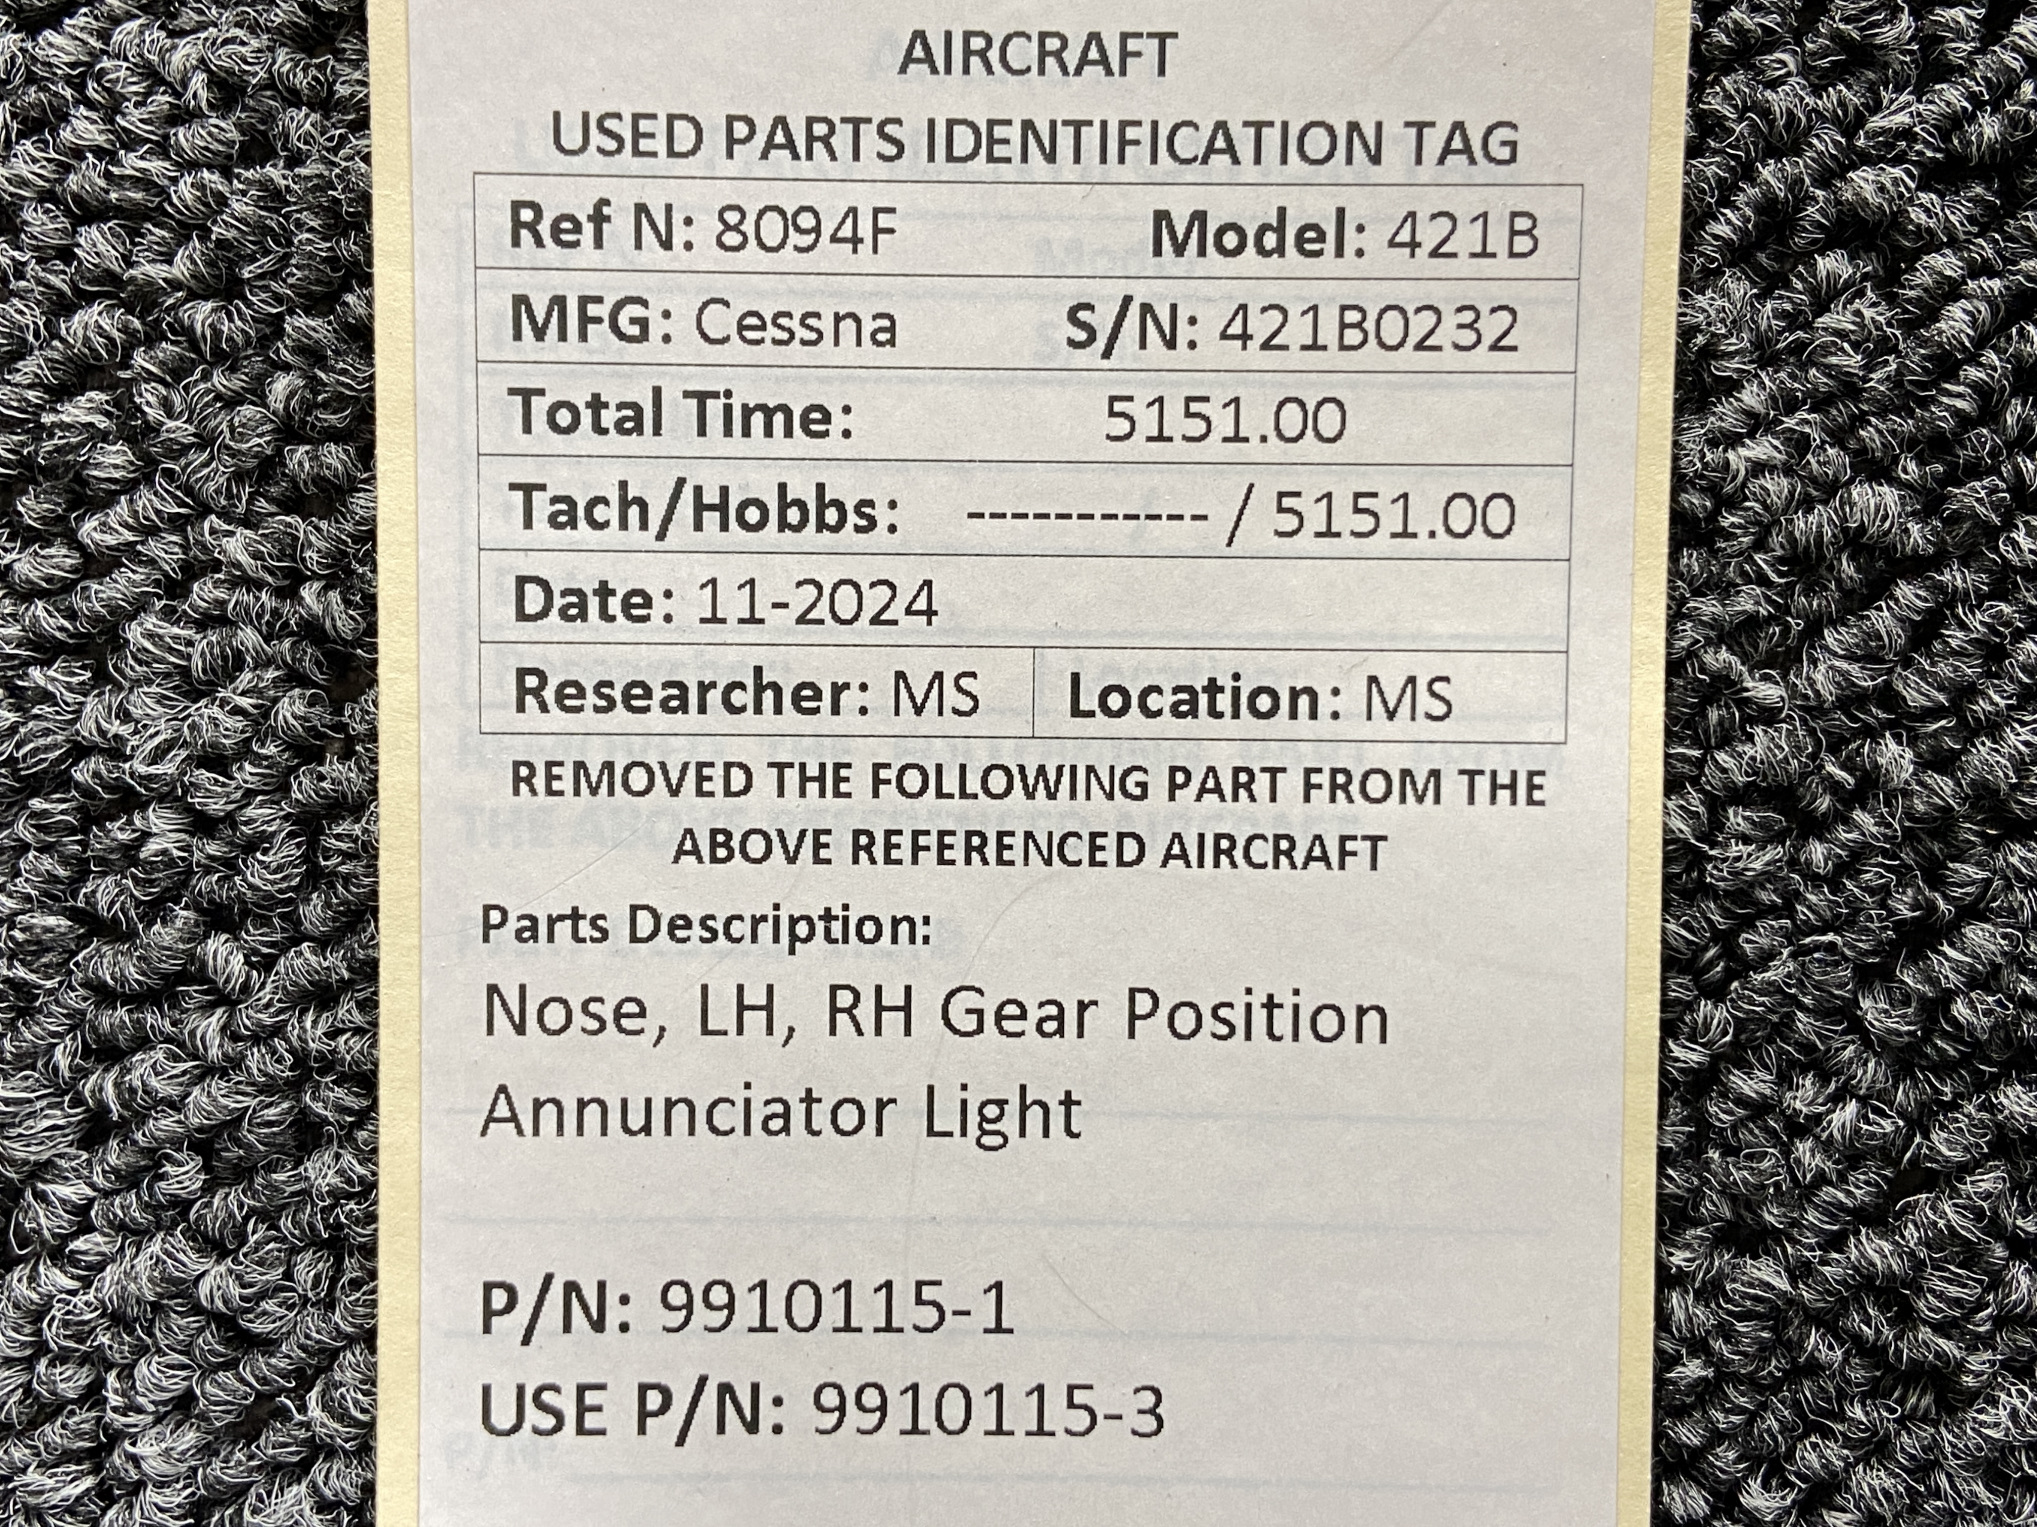 AIRCRAFT
USED PARTS IDENTIFICATION TAG
Ref N: 8094F Model: 421B
MFG: Cessna S/N: 421B0232
Total Time: 5151.00
Tach/Hobbs: ----------- / 5151.00
Date: 11-2024
Researcher: MS Location: MS
REMOVED THE FOLLOWING PART FROM THE
ABOVE REFERENCED AIRCRAFT
Parts Description:
Nose, LH, RH Gear Position
Annunciator Light
P/N: 9910115-1
USE P/N: 9910115-3